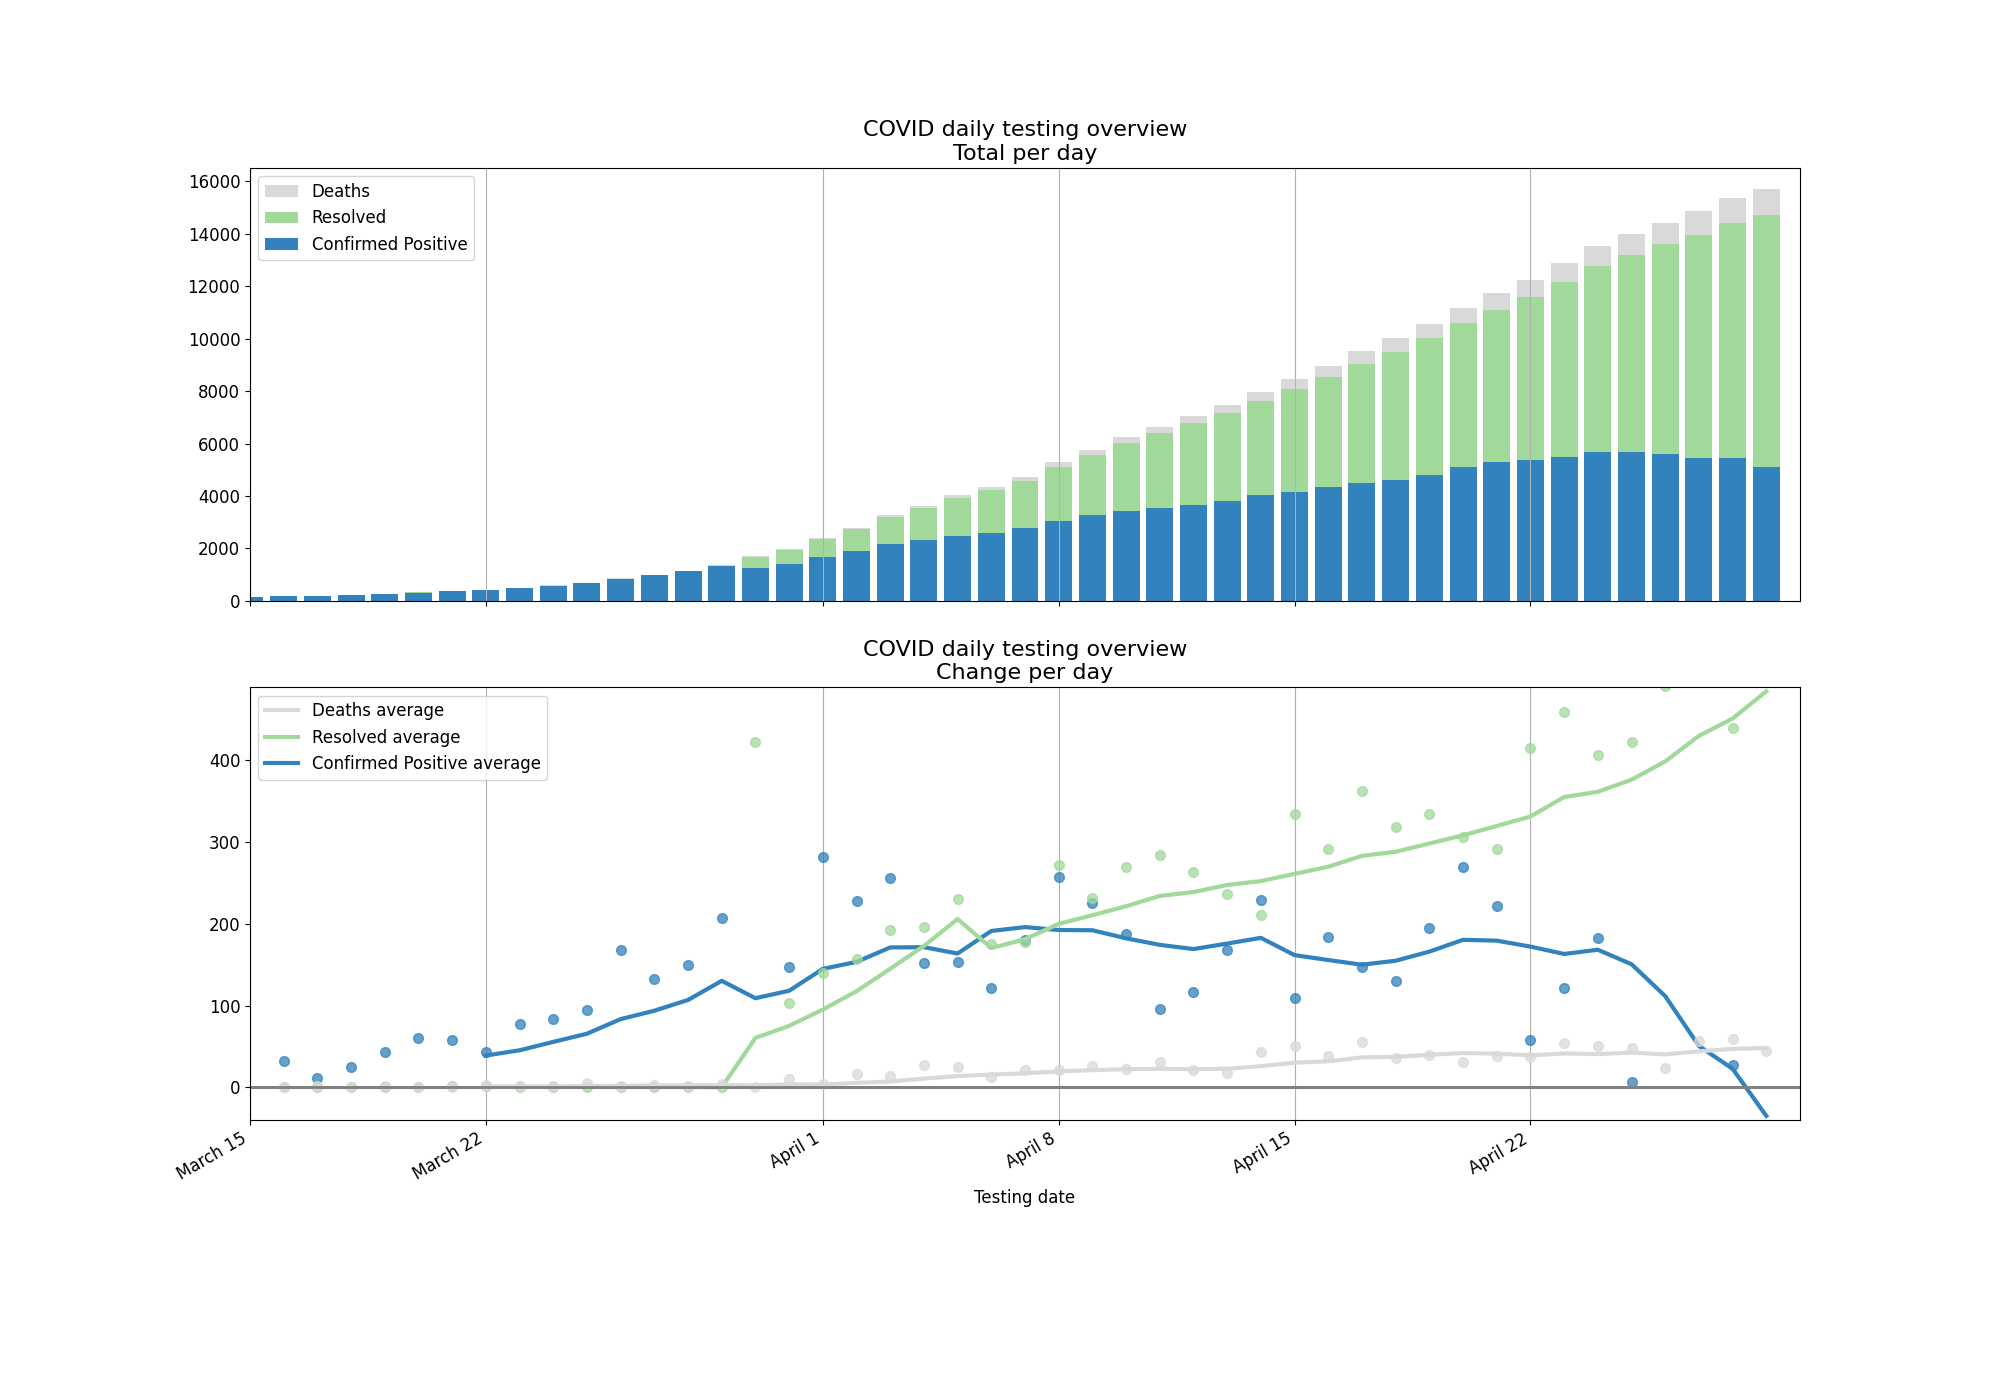 COVID daily testing overview
Total per day
16000
14000
12000
10000
8000
6000
4000
2000
0
Deaths
Resolved
Confirmed Positive
COVID daily testing overview
Change per day
400
300
200
100
0
Deaths average
Resolved average
Confirmed Positive average
March 15
March 22
April 1
April 8
April 15
April 22
Testing date